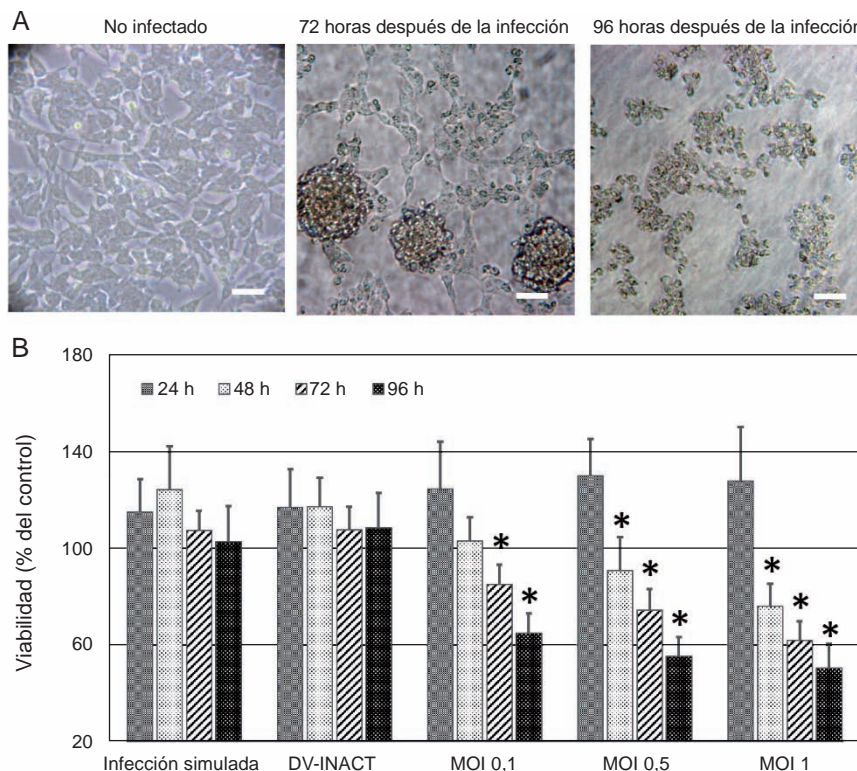 A
No infectado
72 horas después de la infección
96 horas después de la infección
B
Viabilidad (% del control)
180
140
100
60
20
24 h
48 h
72 h
96 h
*
*
*
*
*
*
*
*
Infección simulada
DV-INACT
MOI 0,1
MOI 0,5
MOI 1